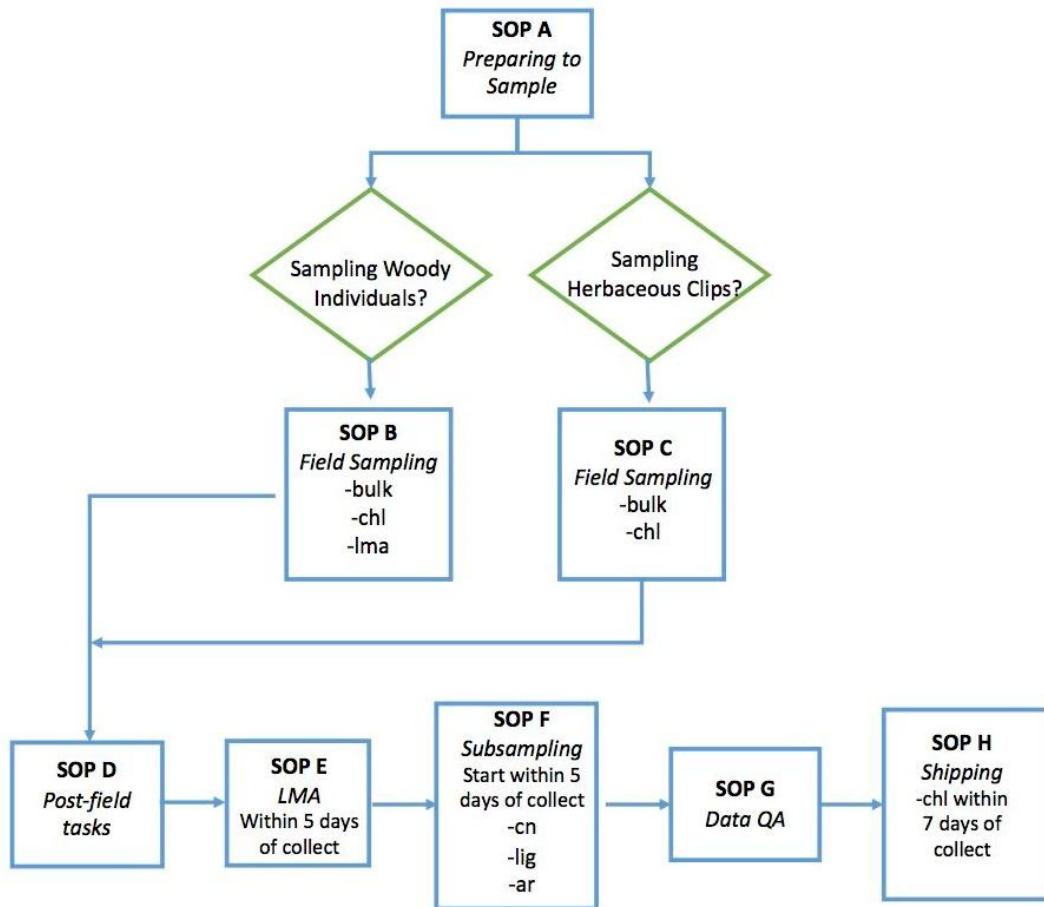 SOP A
Preparing to
Sample
Sampling Woody
Individuals?
Sampling
Herbaceous Clips?
SOP B
Field Sampling
-bulk
-chl
-lma
SOP C
Field Sampling
-bulk
-chl
SOP D
Post-field
tasks
SOP E
LMA
Within 5 days
of collect
SOP F
Subsampling
Start within 5
days of collect
-cn
-lig
-ar
SOP G
Data QA
SOP H
Shipping
-chl within
7 days of
collect